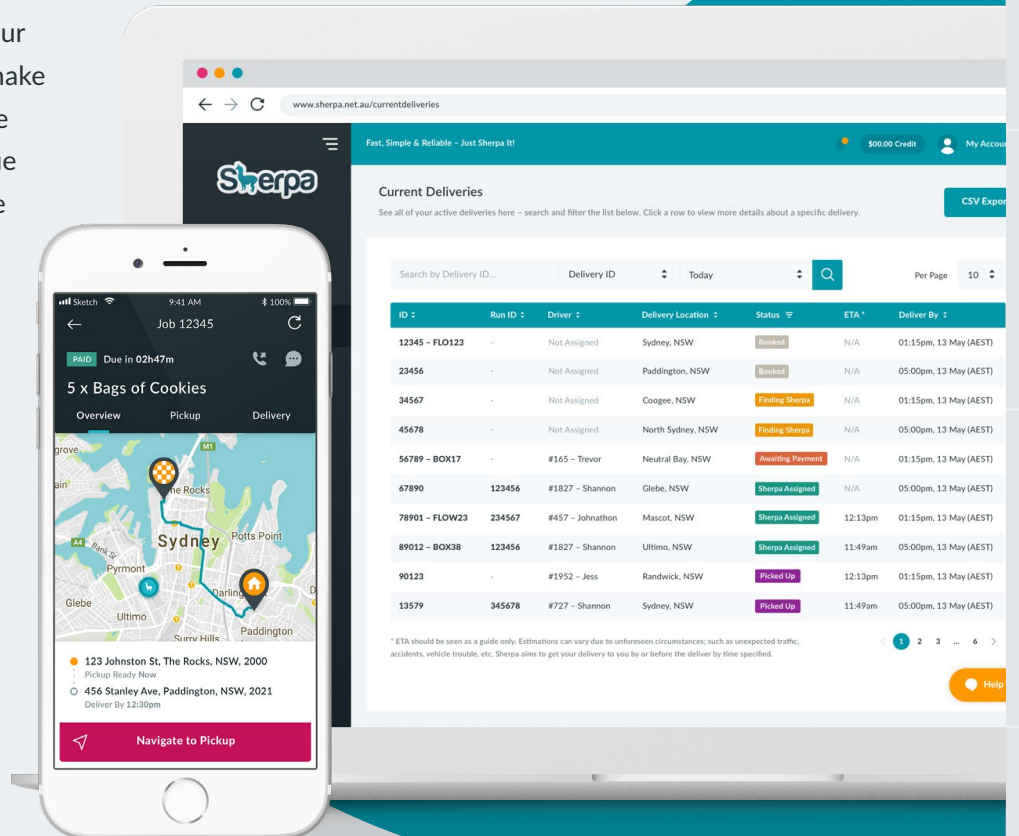 www.sherpa.net.au/currentdeliveries
Sherpa
Fast, Simple & Reliable – Just Sherpa It!
$00.00 Credit
My
Current Deliveries
See all of your active deliveries here – search and filter the list below. Click a row to view more details about a specific delivery.
CSV
Search by Delivery ID...
Delivery ID
Today
Per Page
10
ID Run ID Driver Delivery Location Status ETA* Deliver By
12345 – FLO123 - Not Assigned Sydney, NSW Booked N/A 01:15pm, 13 May (AEST)
23456 - Not Assigned Paddington, NSW Booked N/A 05:00pm, 13 May (AEST)
34567 - Not Assigned Coogee, NSW Finding Sherpa N/A 01:15pm, 13 May (AEST)
45678 - Not Assigned North Sydney, NSW Finding Sherpa N/A 05:00pm, 13 May (AEST)
56789 – BOX17 - #165 – Trevor Neutral Bay, NSW Awaiting Payment N/A 01:15pm, 13 May (AEST)
67890 123456 #1827 – Shannon Glebe, NSW Sherpa Assigned N/A 05:00pm, 13 May (AEST)
78901 – FLOW23 234567 #457 – Johnathon Mascot, NSW Sherpa Assigned 12:13pm 01:15pm, 13 May (AEST)
89012 – BOX38 123456 #1827 – Shannon Ultimo, NSW Sherpa Assigned 11:49am 05:00pm, 13 May (AEST)
90123 - #1952 – Jess Randwick, NSW Picked Up 12:13pm 01:15pm, 13 May (AEST)
13579 345678 #727 – Shannon Sydney, NSW Picked Up 11:49am 05:00pm, 13 May (AEST)
* ETA should be seen as a guide only. Estimations can vary due to unforeseen circumstances; such as unexpected traffic,
accidents, vehicle trouble, etc. Sherpa aims to get your delivery to you by or before the deliver by time specified.
1 2 3 ... 6
Help
Sketch 9:41 AM 100%
Job 12345
PAID Due in 02h47m
5 x Bags of Cookies
Overview Pickup Delivery
M1
The Rocks
Sydney
Potts Point
A4
Bank St
Pyrmont
Glebe
Ultimo
Surry Hills
Paddington
123 Johnston St, The Rocks, NSW, 2000
Pickup Ready Now
456 Stanley Ave, Paddington, NSW, 2021
Deliver By 12:30pm
Navigate to Pickup